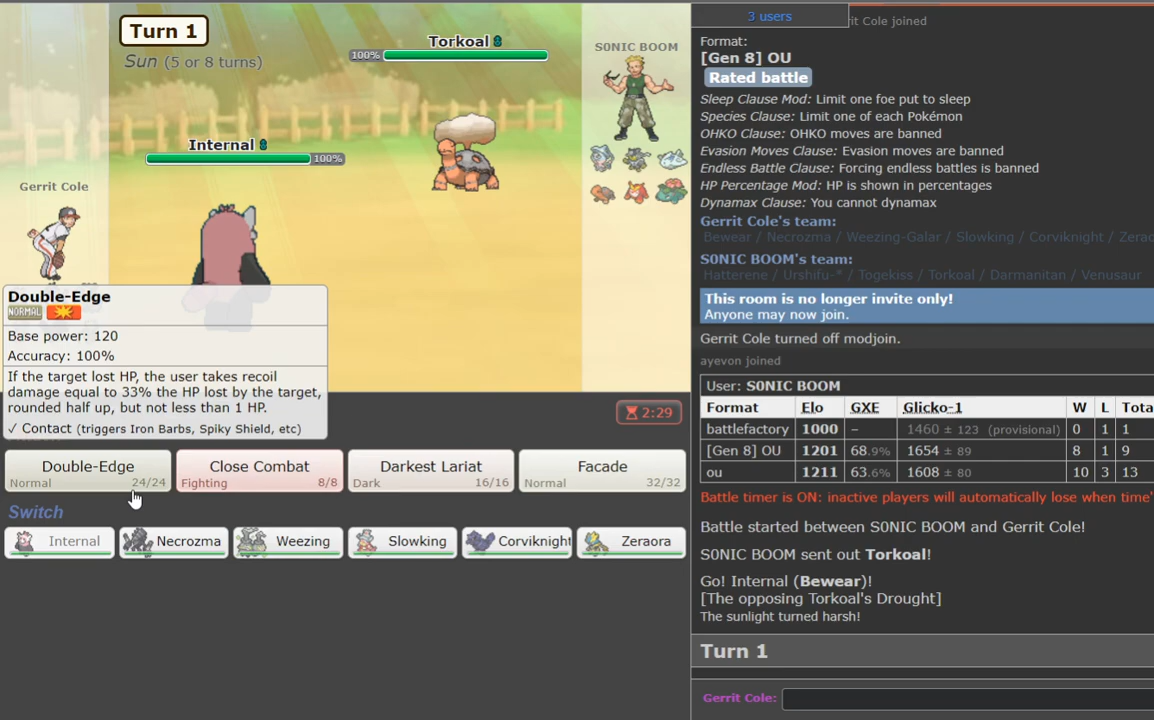 Turn 1
Sun (5 or 8 turns)
Torkoal
100%
S0NIC BOOM
Internal
100%
Gerrit Cole
Double-Edge
NORMAL
Base power: 120
Accuracy: 100%
If the target lost HP, the user takes recoil
damage equal to 33% the HP lost by the target,
rounded half up, but not less than 1 HP.
✓ Contact (triggers Iron Barbs, Spiky Shield, etc)
2:29
Double-Edge
Normal 24/24
Close Combat
Fighting 8/8
Darkest Lariat
Dark 16/16
Facade
Normal 32/32
Switch
Internal
Necrozma
Weezing
Slowking
Corviknight
Zeraora
3 users
it Cole joined
Format:
[Gen 8] OU
Rated battle
Sleep Clause Mod: Limit one foe put to sleep
Species Clause: Limit one of each Pokémon
OHKO Clause: OHKO moves are banned
Evasion Moves Clause: Evasion moves are banned
Endless Battle Clause: Forcing endless battles is banned
HP Percentage Mod: HP is shown in percentages
Dynamax Clause: You cannot dynamax
Gerrit Cole's team:
Bewear / Necrozma / Weezing-Galar / Slowking / Corviknight / Zerao
S0NIC BOOM's team:
Hatterene / Urshifu-* / Togekiss / Torkoal / Darmanitan / Venusaur
This room is no longer invite only!
Anyone may now join.
Gerrit Cole turned off modjoin.
ayevon joined
User: S0NIC BOOM
Format Elo GXE Glicko-1 W L Tota
battlefactory 1000 – 1460 ± 123 (provisional) 0 1 1
[Gen 8] OU 1201 68.9% 1654 ± 89 8 1 9
ou 1211 63.6% 1608 ± 80 10 3 13
Battle timer is ON: inactive players will automatically lose when time'
Battle started between S0NIC BOOM and Gerrit Cole!
S0NIC BOOM sent out Torkoal!
Go! Internal (Bewear)!
[The opposing Torkoal's Drought]
The sunlight turned harsh!
Turn 1
Gerrit Cole: